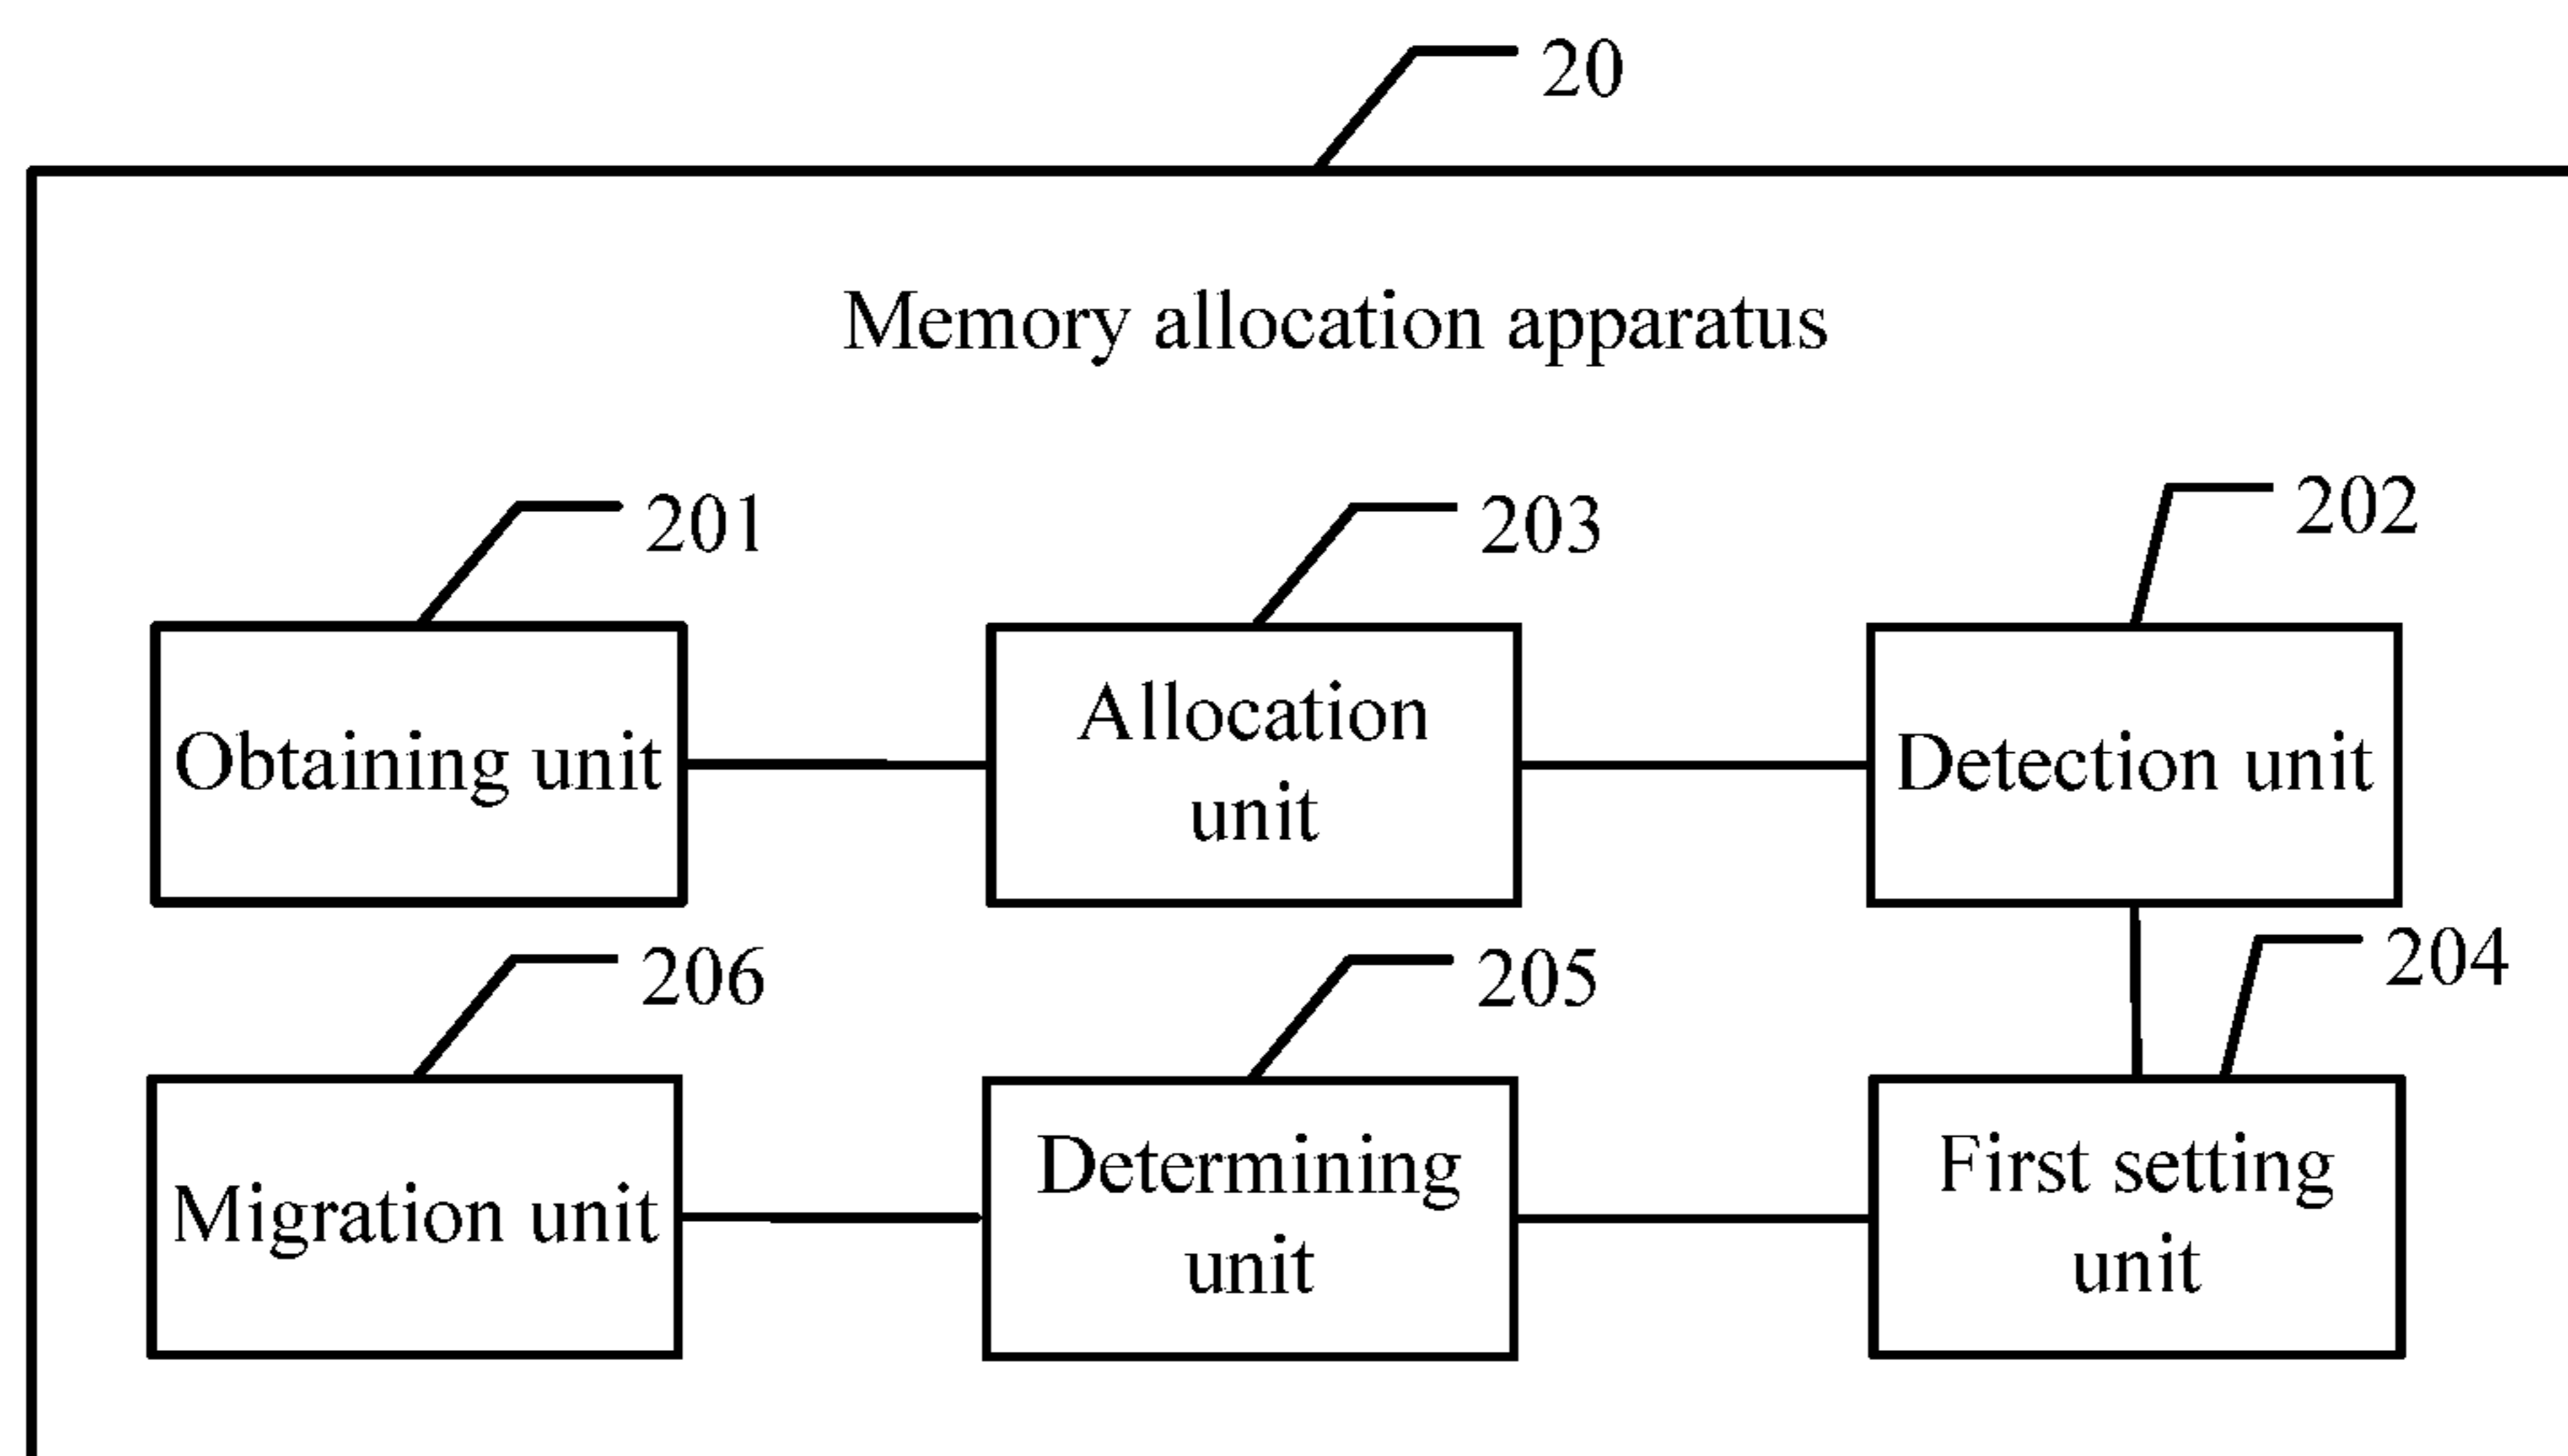 20
Memory allocation apparatus
201
203
202
Obtaining unit
Allocation
unit
Detection unit
206
205
204
Migration unit
Determining
unit
First setting
unit